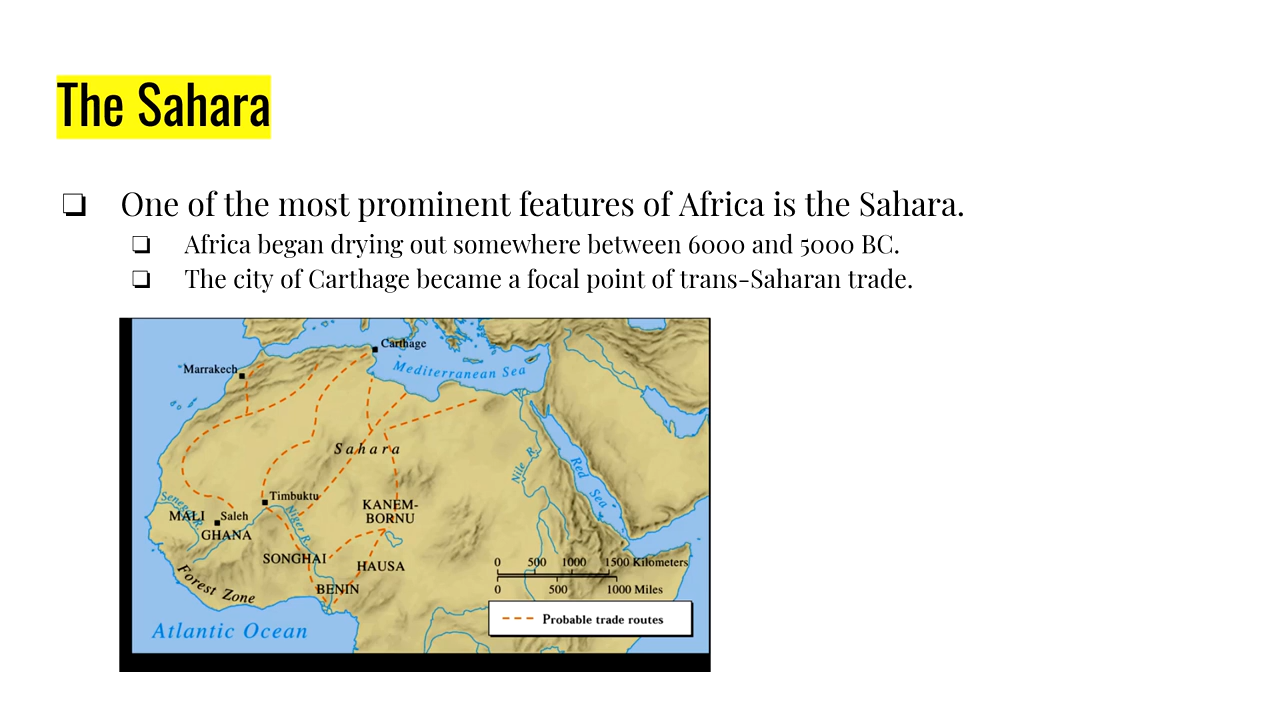 The Sahara
❏ One of the most prominent features of Africa is the Sahara.
❏ Africa began drying out somewhere between 6000 and 5000 BC.
❏ The city of Carthage became a focal point of trans-Saharan trade.
Carthage
Marrakech
Mediterranean Sea
Sahara
Nile R.
Red Sea
Senegal R.
Timbuktu
MALI
Saleh
GHANA
Niger R.
KANEM-
BORNU
SONGHAI
HAUSA
BENIN
Forest Zone
0 500 1000 1500 Kilometers
0 500 1000 Miles
Probable trade routes
Atlantic Ocean